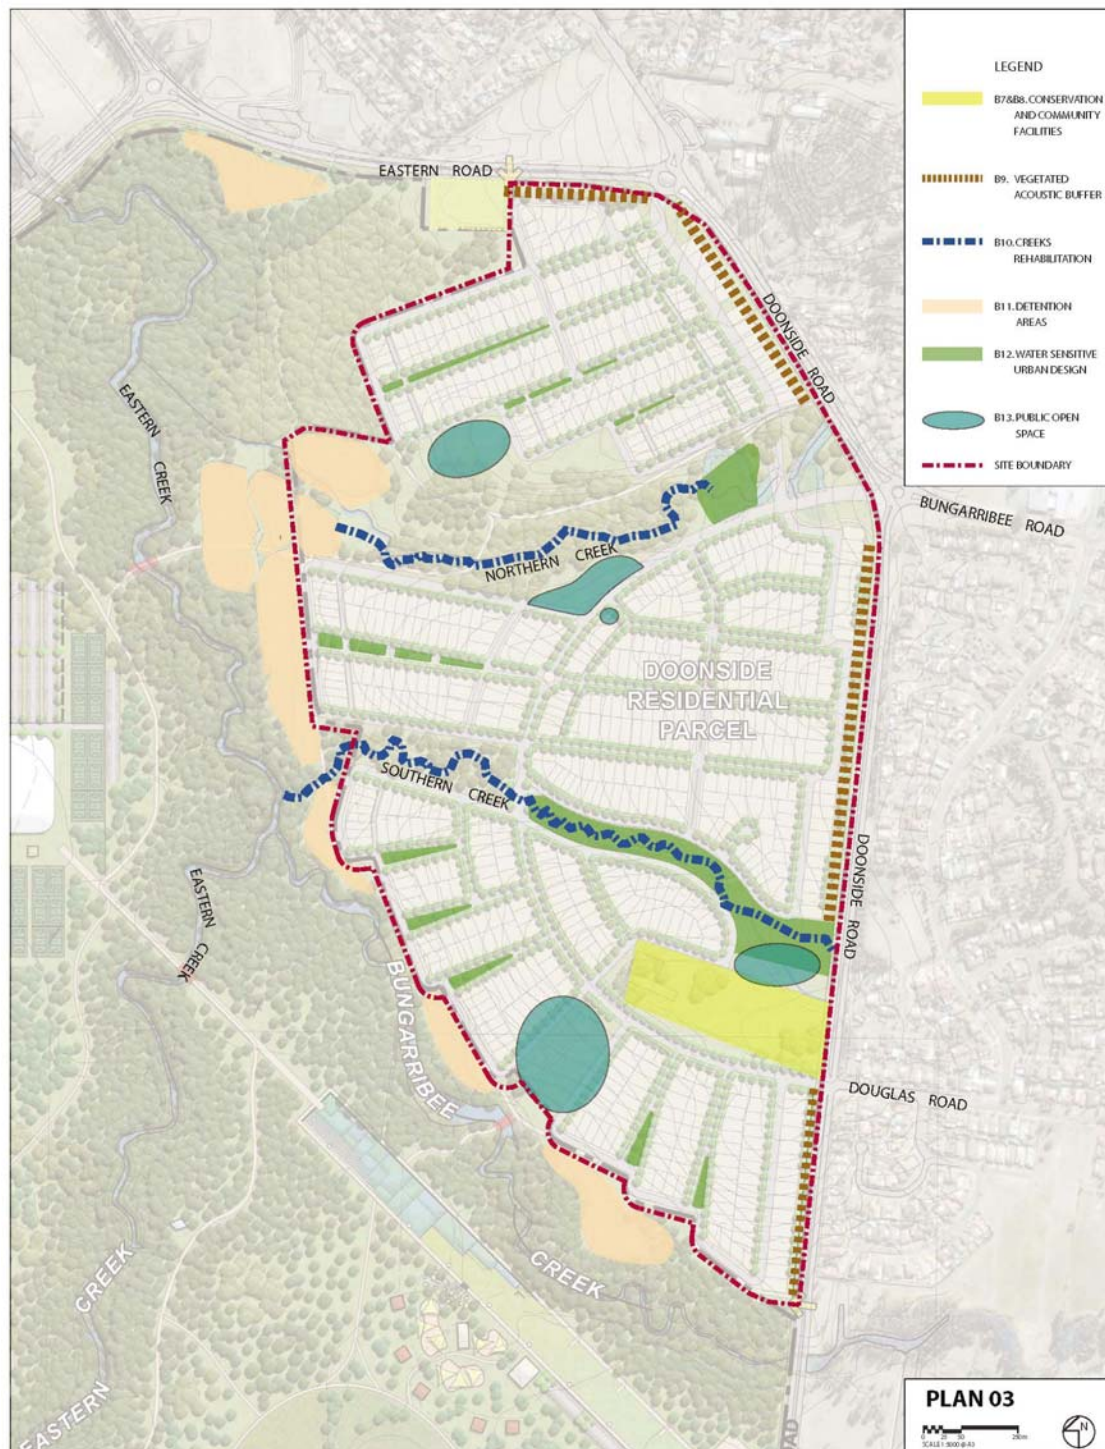 LEGEND
B7&B8. CONSERVATION
AND COMMUNITY
FACILITIES
B9. VEGETATED
ACOUSTIC BUFFER
B10. CREEKS
REHABILITATION
B11. DETENTION
AREAS
B12. WATER SENSITIVE
URBAN DESIGN
B13. PUBLIC OPEN
SPACE
SITE BOUNDARY
EASTERN ROAD
DOONSIDE ROAD
EASTERN CREEK
BUNGARRIBEE ROAD
NORTHERN CREEK
DOONSIDE
RESIDENTIAL
PARCEL
SOUTHERN CREEK
DOONSIDE ROAD
EASTERN CREEK
BUNGARRIBEE
DOUGLAS ROAD
CREEK
CREEK
EASTERN
OAD
PLAN 03
N